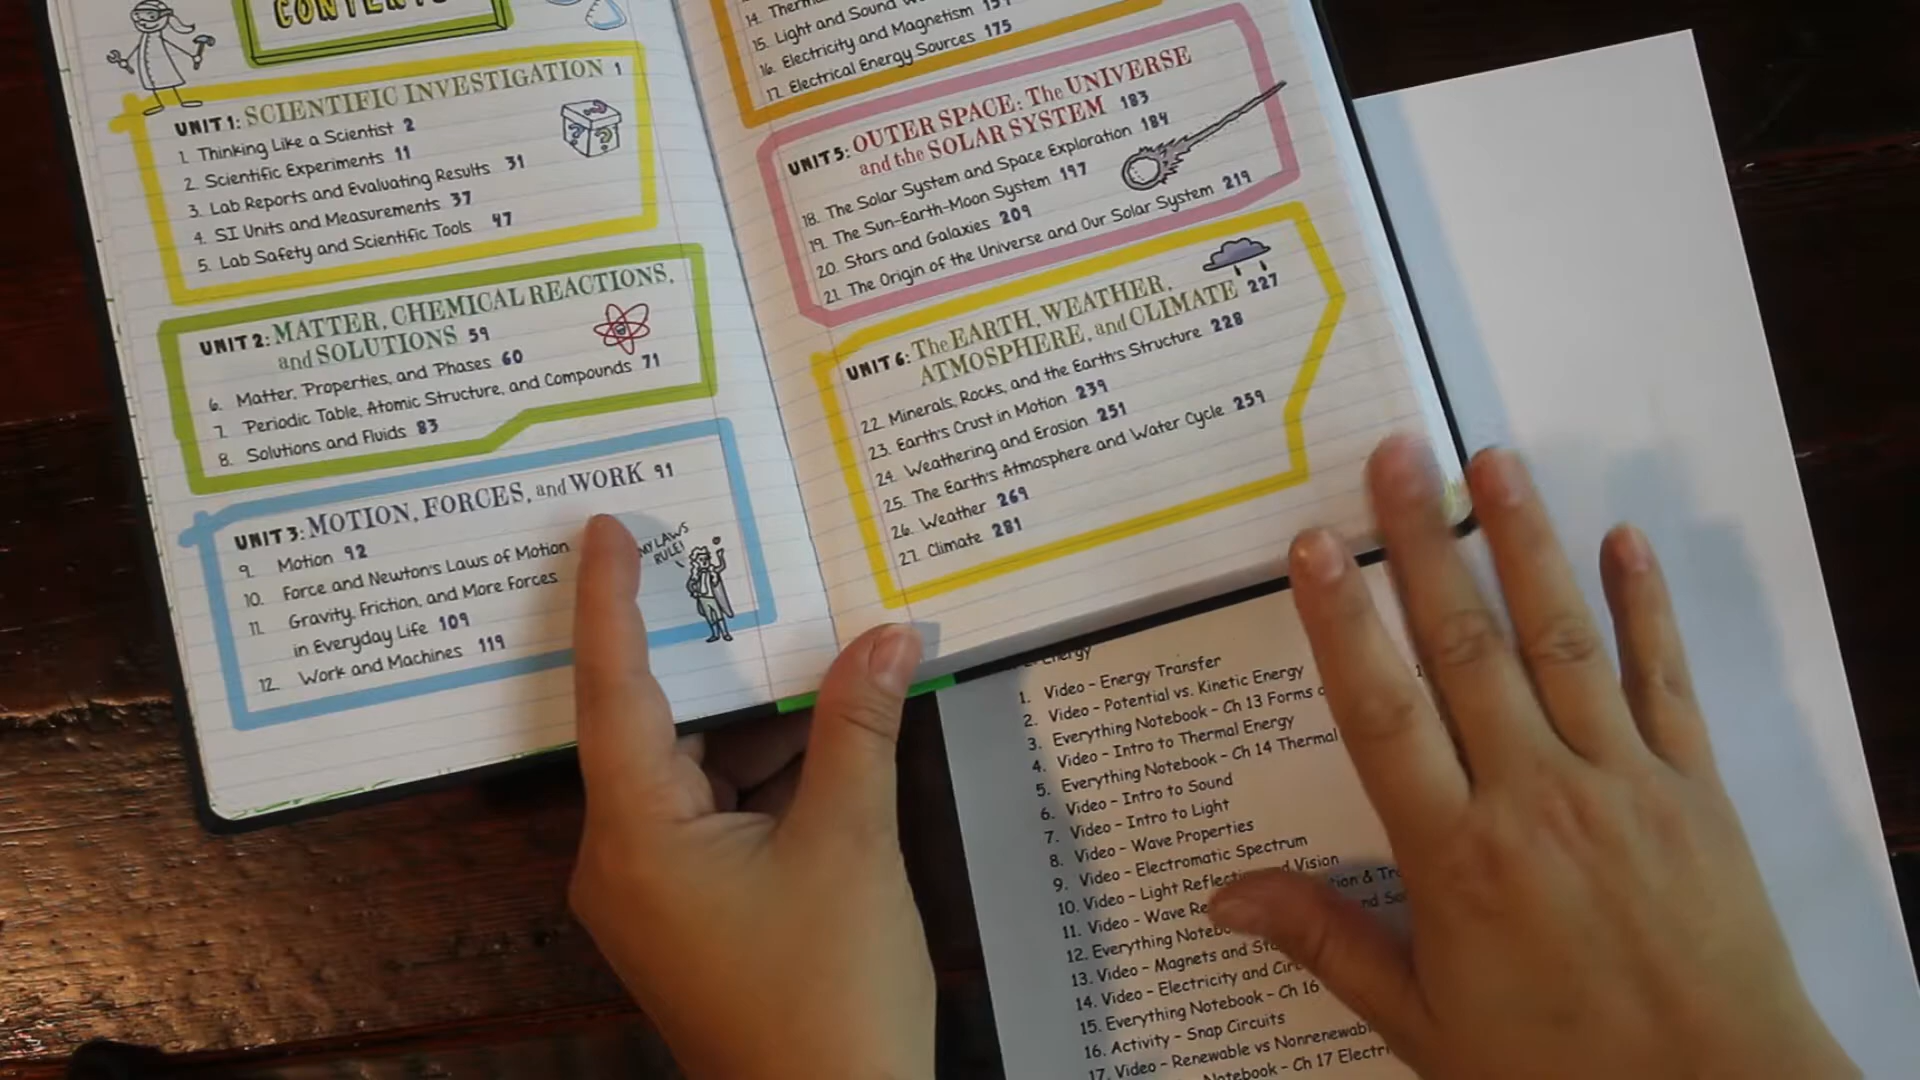 CONTENTS
UNIT 1: SCIENTIFIC INVESTIGATION 1
1. Thinking Like a Scientist 2
2. Scientific Experiments 11
3. Lab Reports and Evaluating Results 31
4. SI Units and Measurements 37
5. Lab Safety and Scientific Tools 47
UNIT 2: MATTER, CHEMICAL REACTIONS,
and SOLUTIONS 59
6. Matter, Properties, and Phases 60
7. Periodic Table, Atomic Structure, and Compounds 71
8. Solutions and Fluids 83
UNIT 3: MOTION, FORCES, and WORK 91
9. Motion 92
10. Force and Newton's Laws of Motion
11. Gravity, Friction, and More Forces
in Everyday Life 109
12. Work and Machines 119
MY LAWS
RULE!
14.
15. Light and Sound
16. Electricity and Magnetism
17. Electrical Energy Sources 175
UNIT 5: OUTER SPACE: The UNIVERSE
and the SOLAR SYSTEM 183
18. The Solar System and Space Exploration 184
19. The Sun-Earth-Moon System 197
20. Stars and Galaxies 209
21. The Origin of the Universe and Our Solar System 219
UNIT 6: The EARTH, WEATHER,
ATMOSPHERE, and CLIMATE 227
22. Minerals, Rocks, and the Earth's Structure 228
23. Earth's Crust in Motion 239
24. Weathering and Erosion 251
25. The Earth's Atmosphere and Water Cycle 259
26. Weather 269
27. Climate 281
Energy
1. Video - Energy Transfer
2. Video - Potential vs. Kinetic Energy
3. Everything Notebook - Ch 13 Forms
4. Video - Intro to Thermal Energy
5. Everything Notebook - Ch 14 Thermal
6. Video - Intro to Sound
7. Video - Intro to Light
8. Video - Wave Properties
9. Video - Electromatic Spectrum
10. Video - Light Reflection and Vision
11. Video - Wave
12. Everything
13. Video - Magnets and
14. Video - Electricity and
15. Everything Notebook - Ch 16
16. Activity - Snap Circuits
17. Video - Renewable vs
Notebook - Ch 17